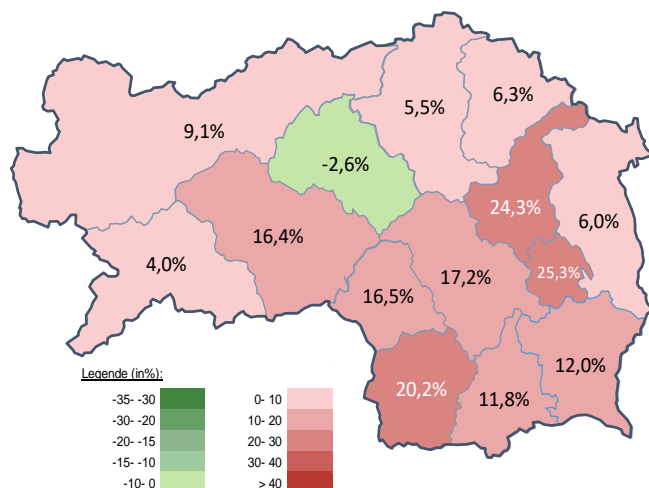 6,3%
5,5%
9,1%
-2,6%
24,3%
6,0%
16,4%
4,0%
17,2%
25,3%
16,5%
12,0%
20,2%
11,8%
Legende (in%):
-35- -30 0- 10
-30- -20 10- 20
-20- -15 20- 30
-15- -10 30- 40
-10- 0 > 40